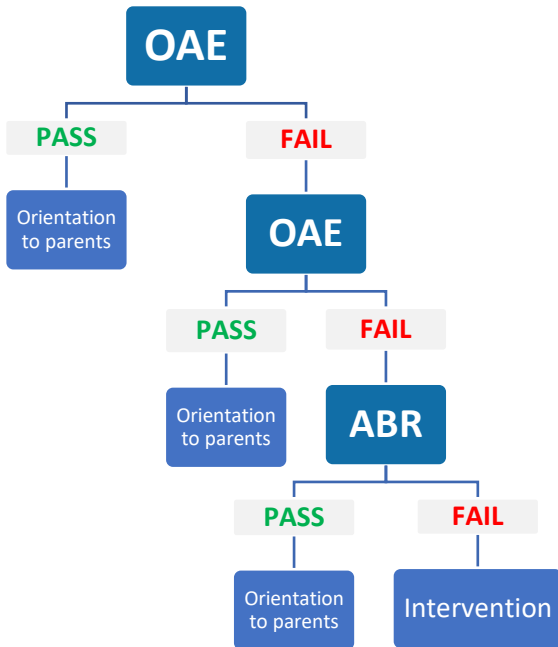 OAE
PASS
FAIL
Orientation
to parents
OAE
PASS
FAIL
Orientation
to parents
ABR
PASS
FAIL
Orientation
to parents
Intervention